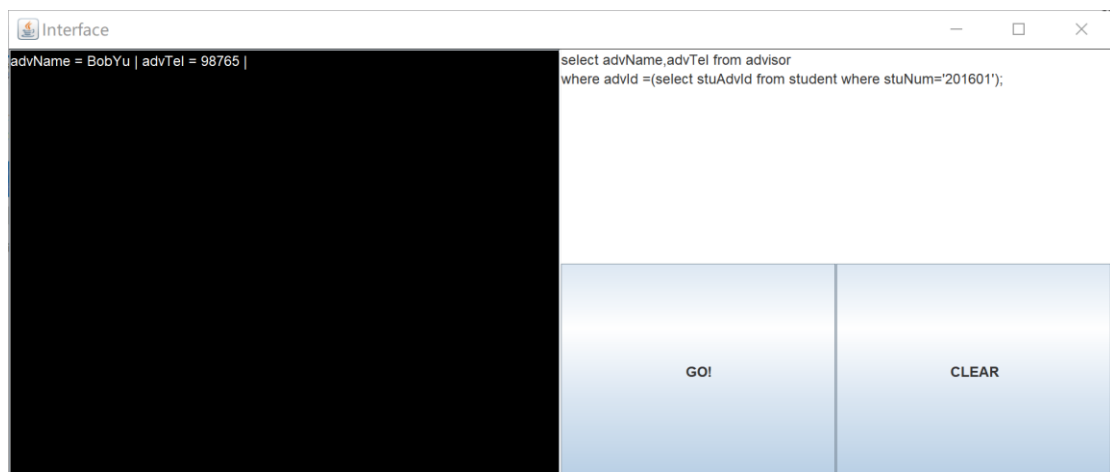 Interface
advName = BobYu | advTel = 98765 |
select advName,advTel from advisor
where advId =(select stuAdvId from student where stuNum='201601');
GO!
CLEAR